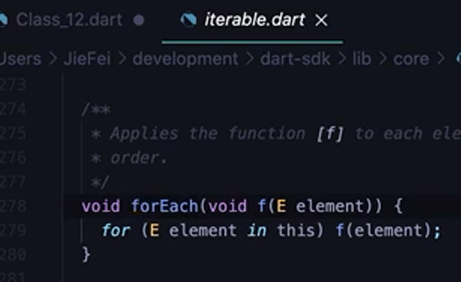 Class_12.dart
iterable.dart
Users > JieFei > development > dart-sdk > lib > core >
273
274 /**
275 * Applies the function [f] to each ele
276 * order.
277 */
278 void forEach(void f(E element)) {
279 for (E element in this) f(element);
280 }
281